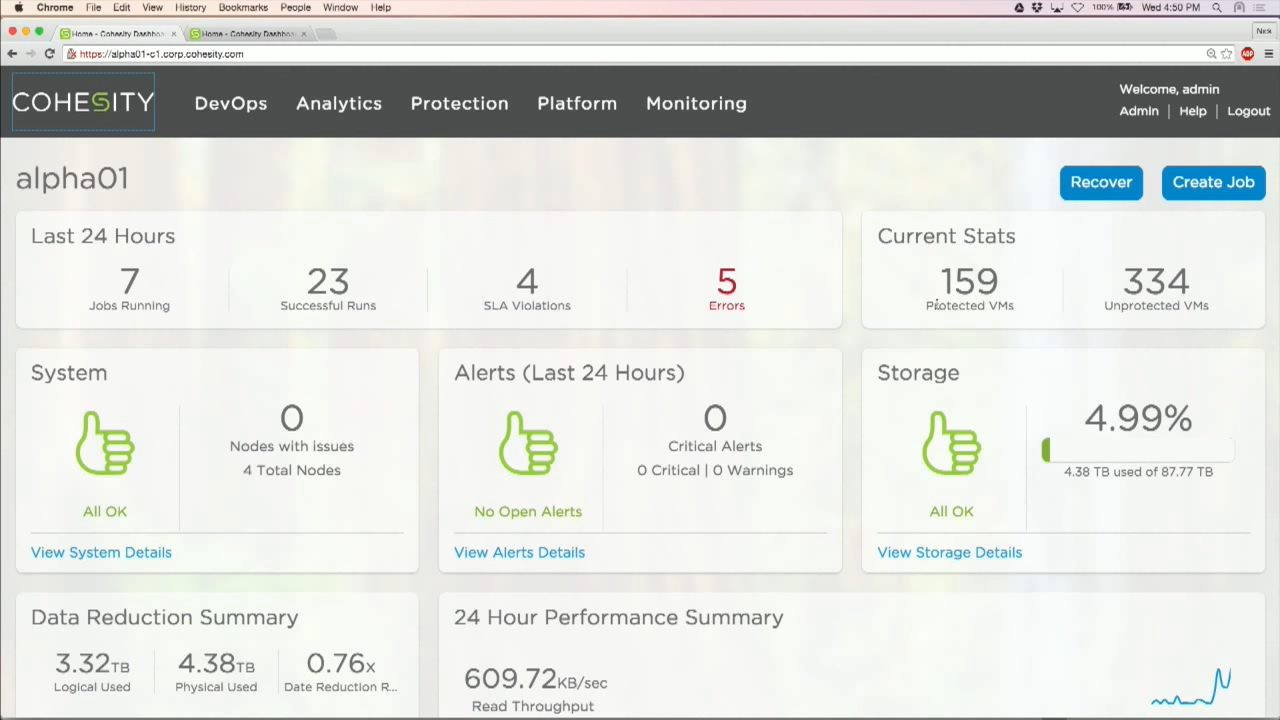 Chrome File Edit View History Bookmarks People Window Help 100% Wed 4:50 PM
Home - Cohesity Dashbo Home - Cohesity Dashbo Nick
https://alpha01-c1.corp.cohesity.com ABP
COHESITY DevOps Analytics Protection Platform Monitoring
Welcome, admin
Admin | Help | Logout
alpha01
Recover Create Job
Last 24 Hours
7 23 4 5
Jobs Running Successful Runs SLA Violations Errors
Current Stats
159 334
Protected VMs Unprotected VMs
System
0
Nodes with issues
4 Total Nodes
All OK
View System Details
Alerts (Last 24 Hours)
0
Critical Alerts
0 Critical | 0 Warnings
No Open Alerts
View Alerts Details
Storage
4.99%
4.38 TB used of 87.77 TB
All OK
View Storage Details
Data Reduction Summary
3.32TB 4.38TB 0.76x
Logical Used Physical Used Date Reduction R...
24 Hour Performance Summary
609.72KB/sec
Read Throughput